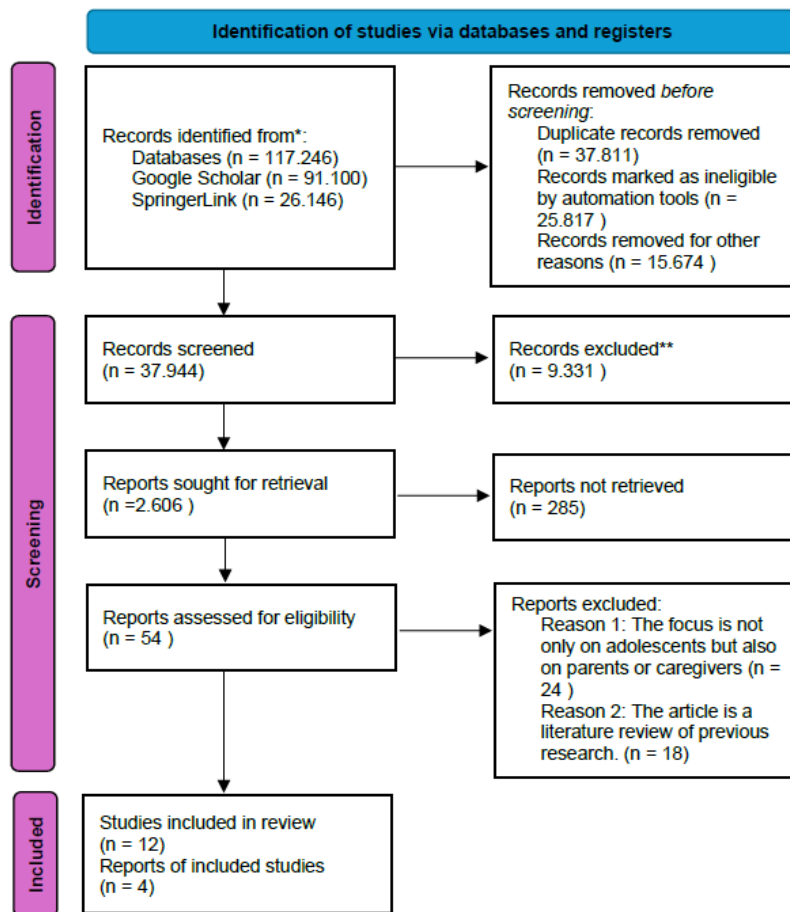 Identification of studies via databases and registers
Identification
Records identified from*:
Databases (n = 117.246)
Google Scholar (n = 91.100)
SpringerLink (n = 26.146)
Records removed before
screening:
Duplicate records removed
(n = 37.811)
Records marked as ineligible
by automation tools (n =
25.817 )
Records removed for other
reasons (n = 15.674 )
Screening
Records screened
(n = 37.944)
Records excluded**
(n = 9.331 )
Reports sought for retrieval
(n =2.606 )
Reports not retrieved
(n = 285)
Reports assessed for eligibility
(n = 54 )
Reports excluded:
Reason 1: The focus is not
only on adolescents but also
on parents or caregivers (n =
24 )
Reason 2: The article is a
literature review of previous
research. (n = 18)
Included
Studies included in review
(n = 12)
Reports of included studies
(n = 4)